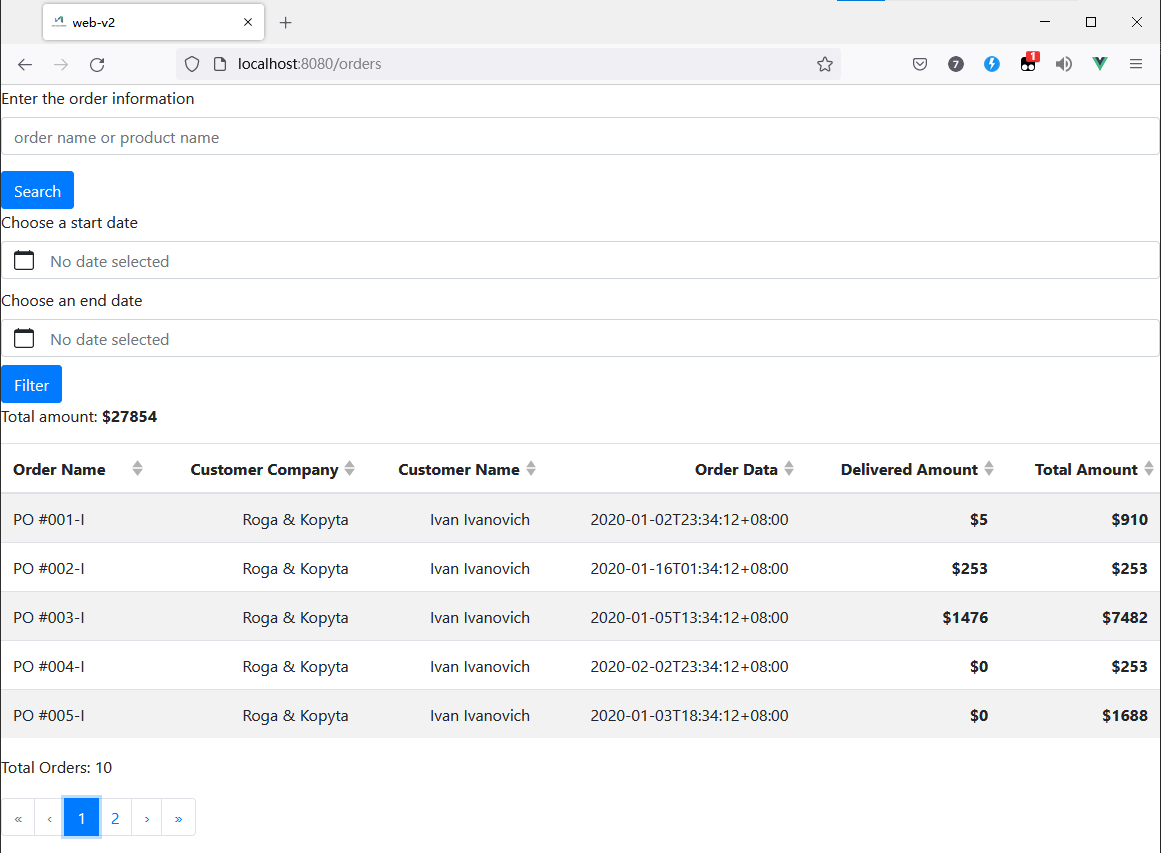 web-v2
localhost:8080/orders
7
1
Enter the order information
order name or product name
Search
Choose a start date
No date selected
Choose an end date
No date selected
Filter
Total amount: $27854
Order Name Customer Company Customer Name Order Data Delivered Amount Total Amount
PO #001-I Roga & Kopyta Ivan Ivanovich 2020-01-02T23:34:12+08:00 $5 $910
PO #002-I Roga & Kopyta Ivan Ivanovich 2020-01-16T01:34:12+08:00 $253 $253
PO #003-I Roga & Kopyta Ivan Ivanovich 2020-01-05T13:34:12+08:00 $1476 $7482
PO #004-I Roga & Kopyta Ivan Ivanovich 2020-02-02T23:34:12+08:00 $0 $253
PO #005-I Roga & Kopyta Ivan Ivanovich 2020-01-03T18:34:12+08:00 $0 $1688
Total Orders: 10
« ‹ 1 2 › »